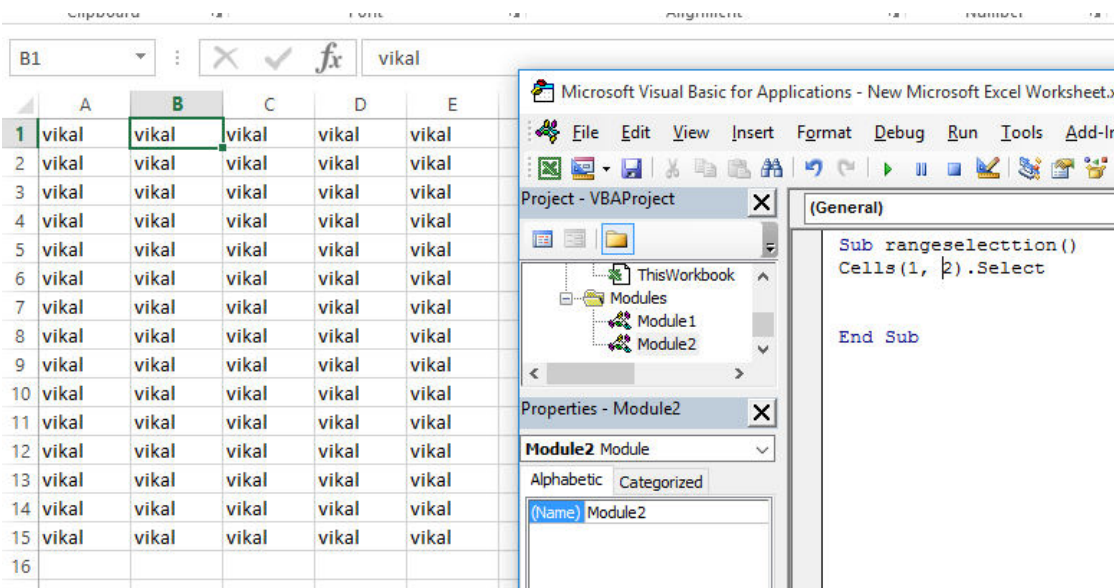 Clipboard Font Alignment Number
B1 fx vikal
A B C D E
1 vikal vikal vikal vikal vikal
2 vikal vikal vikal vikal vikal
3 vikal vikal vikal vikal vikal
4 vikal vikal vikal vikal vikal
5 vikal vikal vikal vikal vikal
6 vikal vikal vikal vikal vikal
7 vikal vikal vikal vikal vikal
8 vikal vikal vikal vikal vikal
9 vikal vikal vikal vikal vikal
10 vikal vikal vikal vikal vikal
11 vikal vikal vikal vikal vikal
12 vikal vikal vikal vikal vikal
13 vikal vikal vikal vikal vikal
14 vikal vikal vikal vikal vikal
15 vikal vikal vikal vikal vikal
16
Microsoft Visual Basic for Applications - New Microsoft Excel Worksheet.x
File Edit View Insert Format Debug Run Tools Add-In
Project - VBAProject
ThisWorkbook
Modules
Module1
Module2
Properties - Module2
Module2 Module
Alphabetic Categorized
(Name) Module2
(General)
Sub rangeselecttion()
Cells(1, 2).Select
End Sub